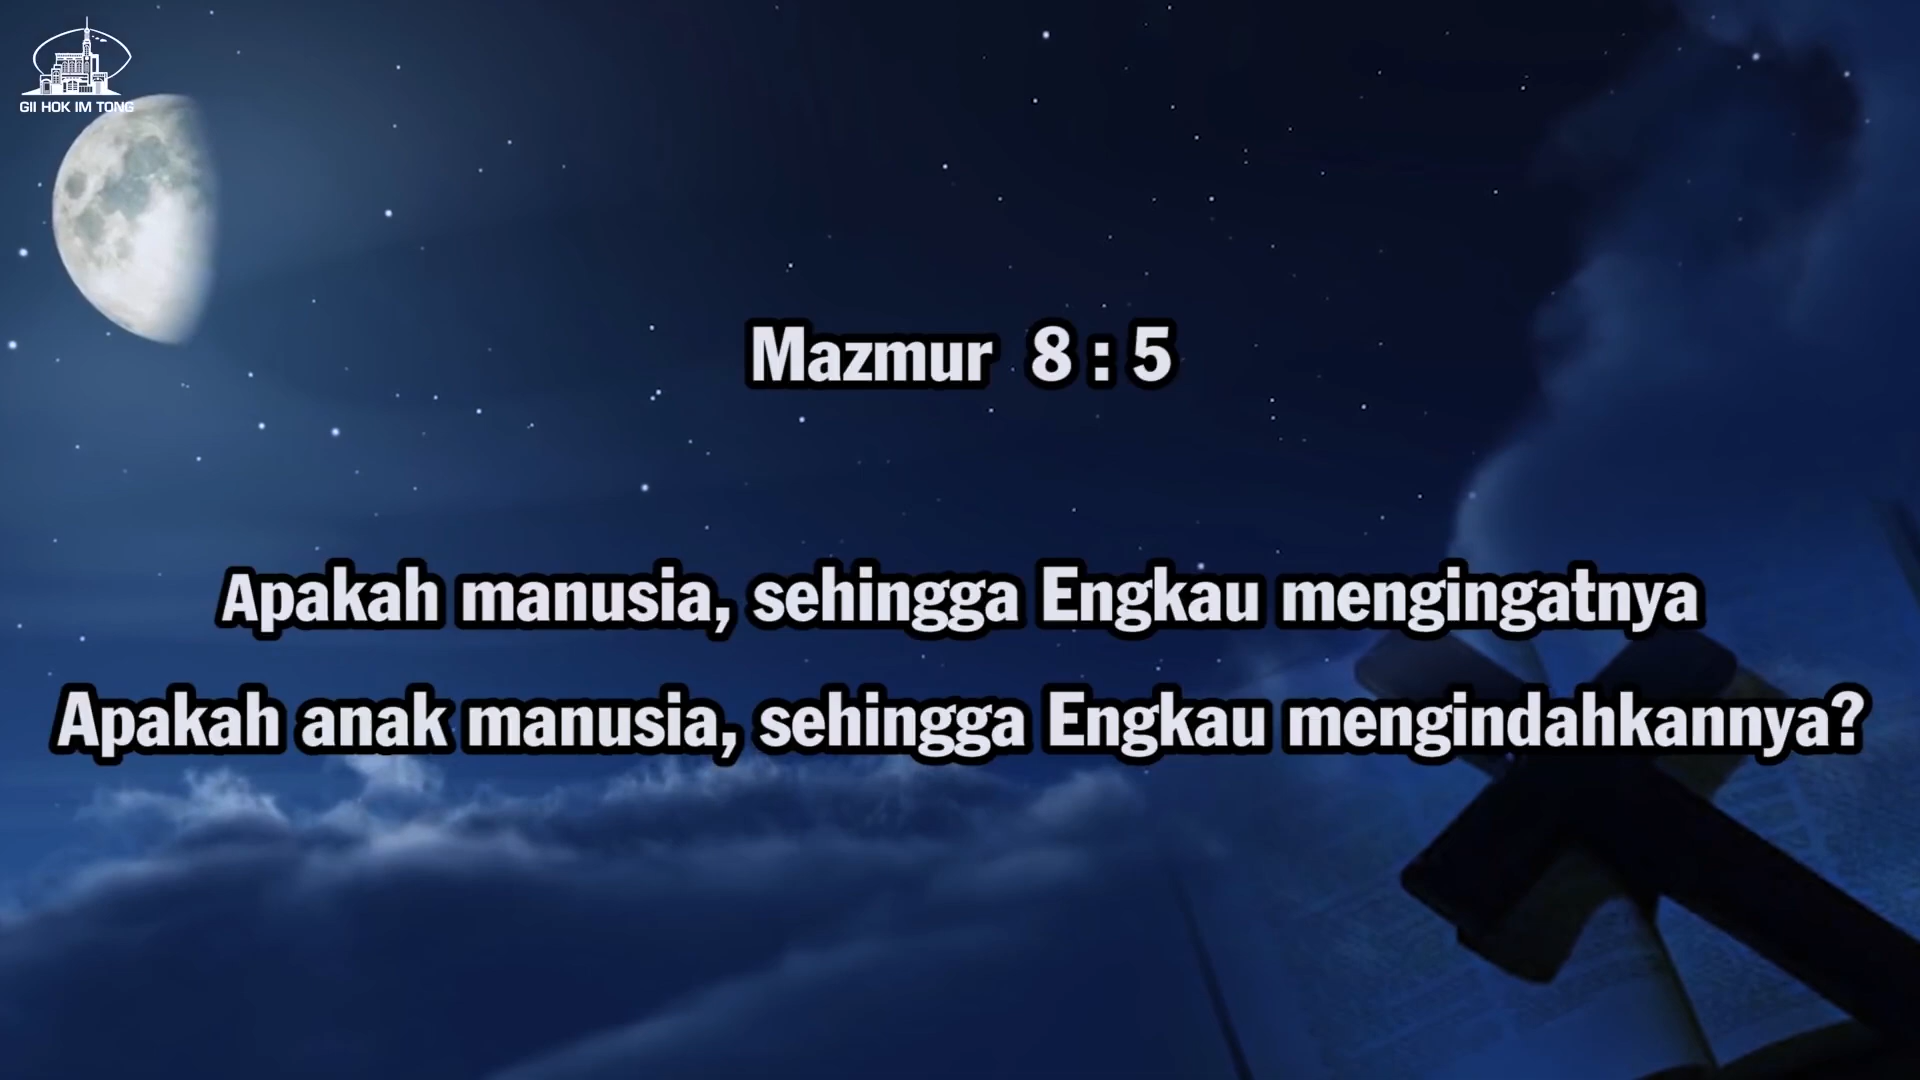 GII HOK IM TONG
Mazmur 8 : 5
Apakah manusia, sehingga Engkau mengingatnya
Apakah anak manusia, sehingga Engkau mengindahkannya?